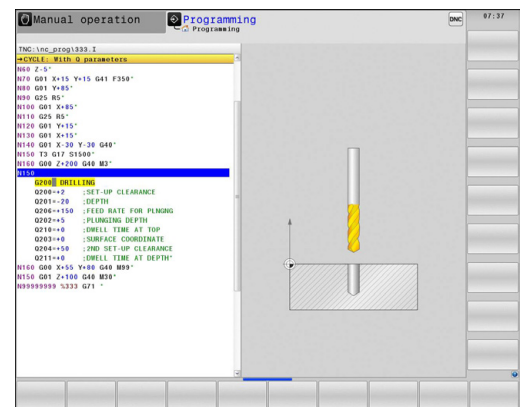 Manual operation
Programming
Programming
DNC
07:37
TNC:\nc_prog\333.I
→CYCLE: With Q parameters
N60 Z-5*
N70 G01 X+15 Y+15 G41 F350*
N80 G01 Y+85*
N90 G25 R5*
N100 G01 X+85*
N110 G25 R5*
N120 G01 Y+15*
N130 G01 X+15*
N140 G01 X-30 Y-30 G40*
N150 T3 G17 S1500*
N160 G00 Z+200 G40 M3*
N150
G200 DRILLING
Q200=+2 ;SET-UP CLEARANCE
Q201=-20 ;DEPTH
Q206=+150 ;FEED RATE FOR PLNGNG
Q202=+5 ;PLUNGING DEPTH
Q210=+0 ;DWELL TIME AT TOP
Q203=+0 ;SURFACE COORDINATE
Q204=+50 ;2ND SET-UP CLEARANCE
Q211=+0 ;DWELL TIME AT DEPTH*
N160 G00 X+55 Y+80 G40 M99*
N150 G01 Z+100 G40 M30*
N99999999 %333 G71 *